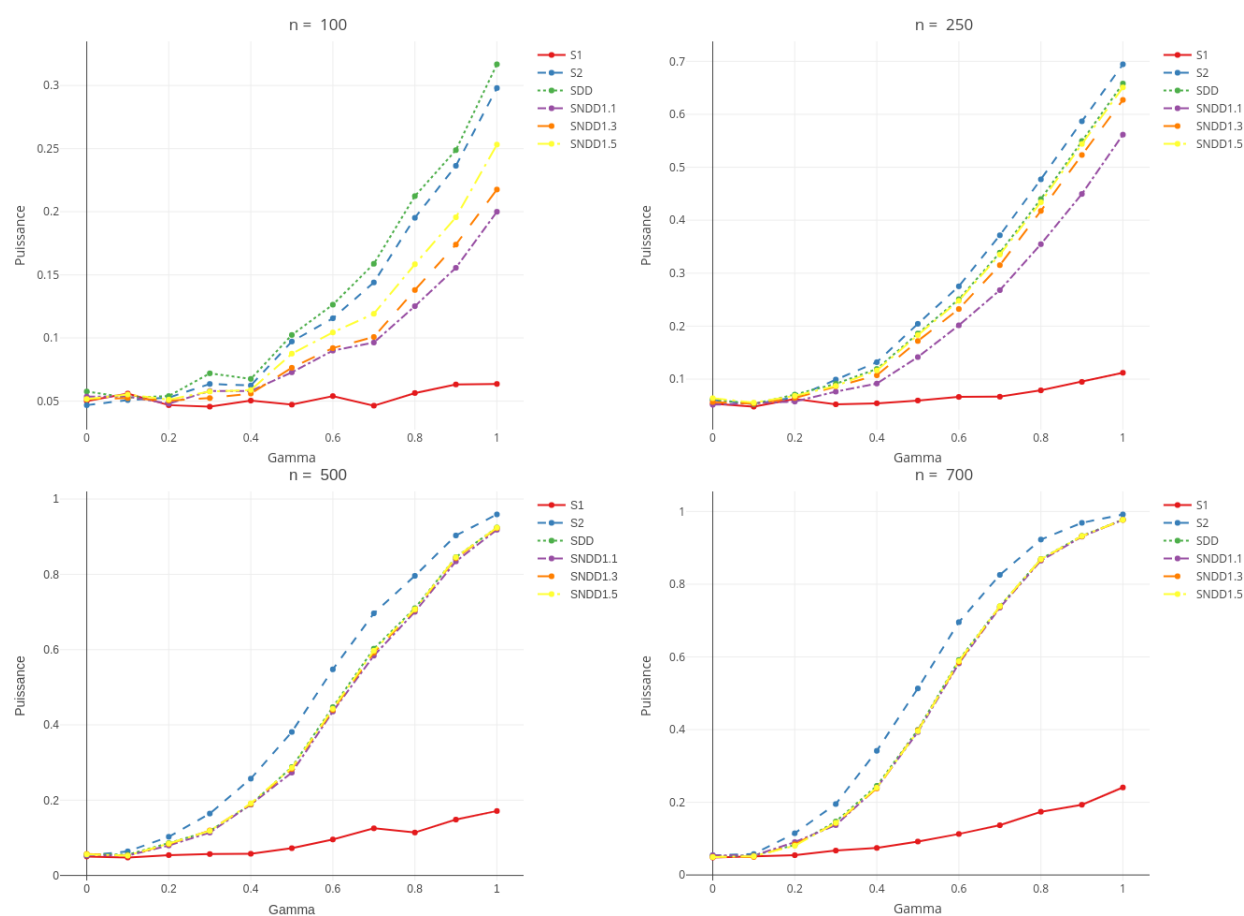 n = 100
0.3
0.25
0.2
0.15
0.1
0.05
Puissance
0 0.2 0.4 0.6 0.8 1
Gamma
S1
S2
SDD
SNDD1.1
SNDD1.3
SNDD1.5
n = 250
0.7
0.6
0.5
0.4
0.3
0.2
0.1
Puissance
0 0.2 0.4 0.6 0.8 1
Gamma
S1
S2
SDD
SNDD1.1
SNDD1.3
SNDD1.5
n = 500
1
0.8
0.6
0.4
0.2
0
Puissance
0 0.2 0.4 0.6 0.8 1
Gamma
S1
S2
SDD
SNDD1.1
SNDD1.3
SNDD1.5
n = 700
1
0.8
0.6
0.4
0.2
0
Puissance
0 0.2 0.4 0.6 0.8 1
Gamma
S1
S2
SDD
SNDD1.1
SNDD1.3
SNDD1.5